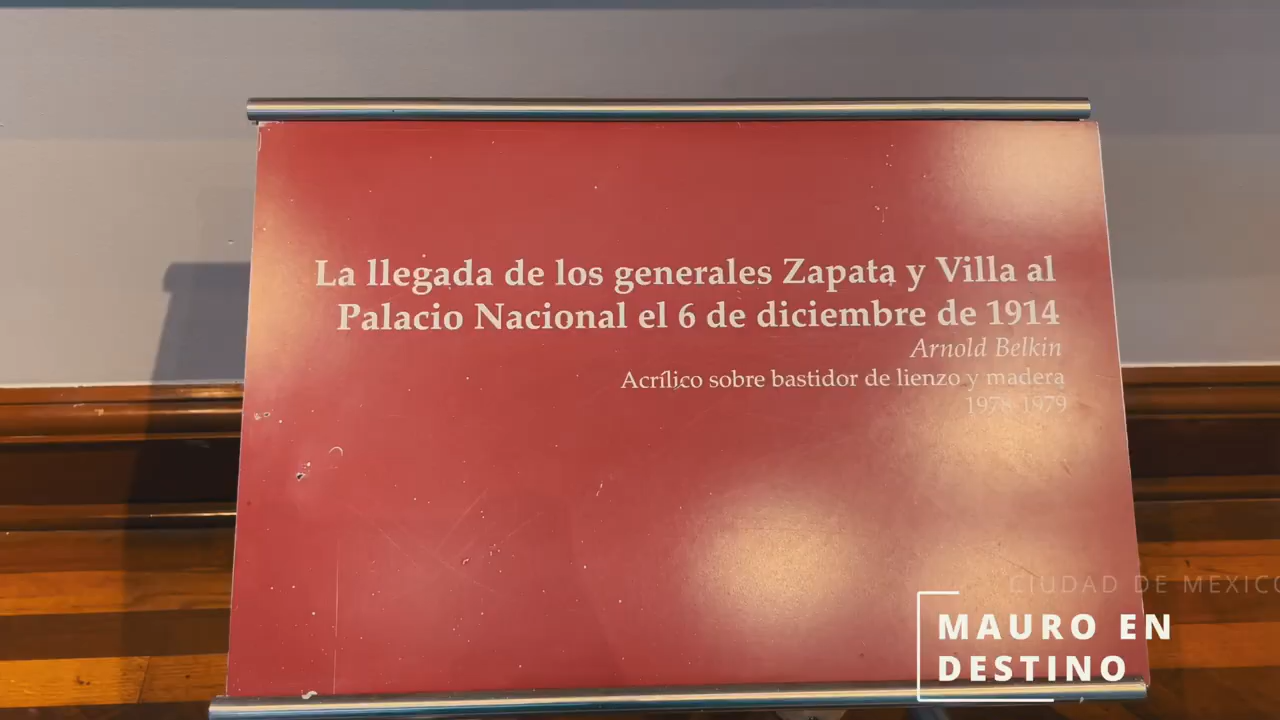 La llegada de los generales Zapata y Villa al
Palacio Nacional el 6 de diciembre de 1914
Arnold Belkin
Acrílico sobre bastidor de lienzo y madera
1978-1979
CIUDAD DE MEXICO
MAURO EN
DESTINO